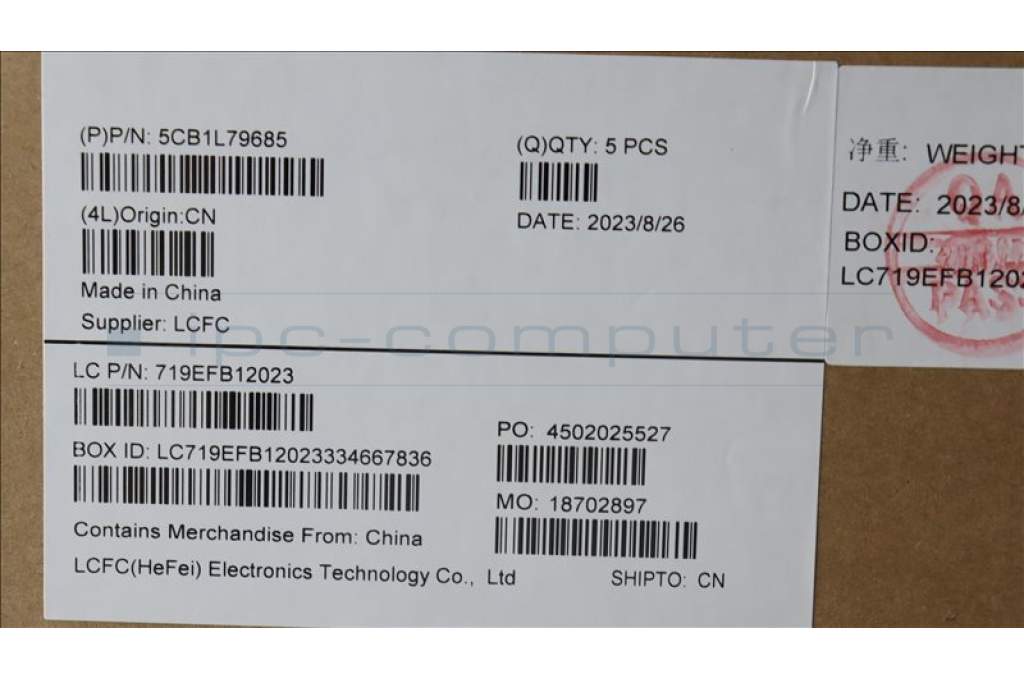 (P)P/N: 5CB1L79685
(4L)Origin:CN
Made in China
Supplier: LCFC
(Q)QTY: 5 PCS
DATE: 2023/8/26
LC P/N: 719EFB12023
BOX ID: LC719EFB12023334667836
Contains Merchandise From: China
LCFC(HeFei) Electronics Technology Co., Ltd
PO: 4502025527
MO: 18702897
SHIPTO: CN
净重: WEIGHT
DATE: 2023/8/
BOXID:
LC719EFB1202
PASS
ipc-computer